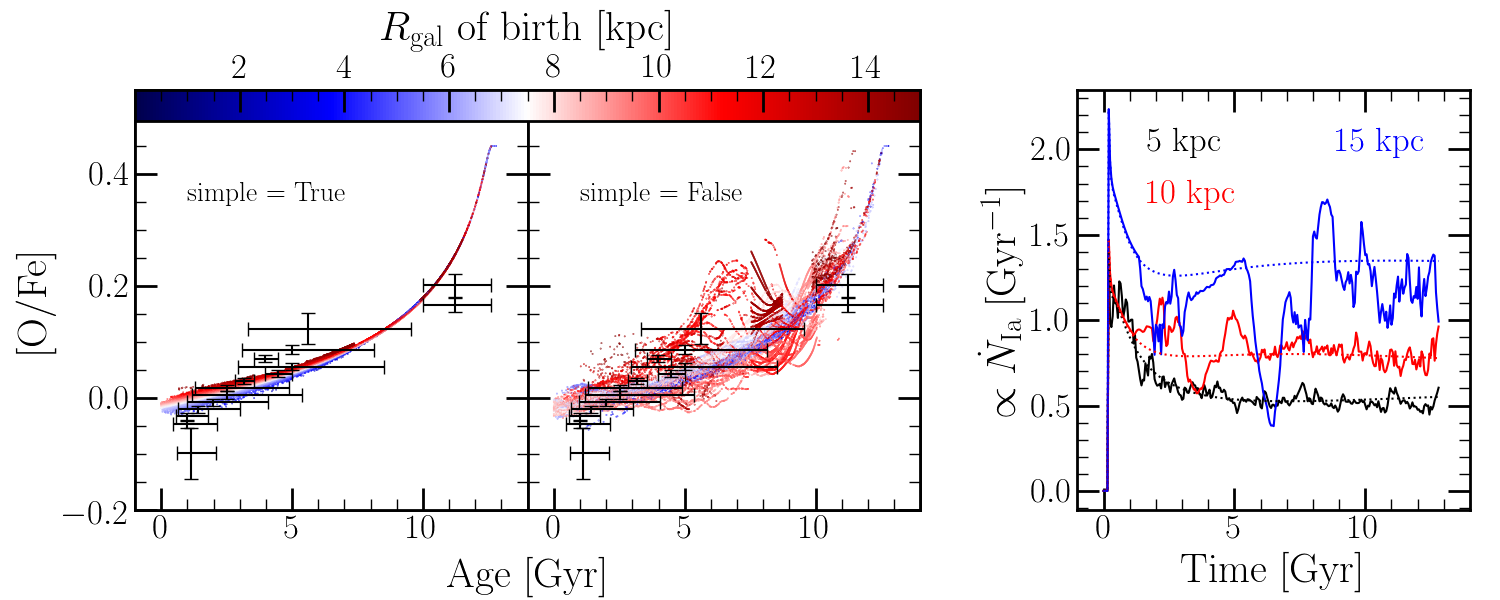 R_gal of birth [kpc]
2 4 6 8 10 12 14
simple = True
simple = False
[O/Fe]
0.4
0.2
0.0
−0.2
0 5 10
0 5 10
Age [Gyr]
5 kpc
15 kpc
10 kpc
∝ Ṅ_Ia [Gyr⁻¹]
2.0
1.5
1.0
0.5
0.0
0 5 10
Time [Gyr]